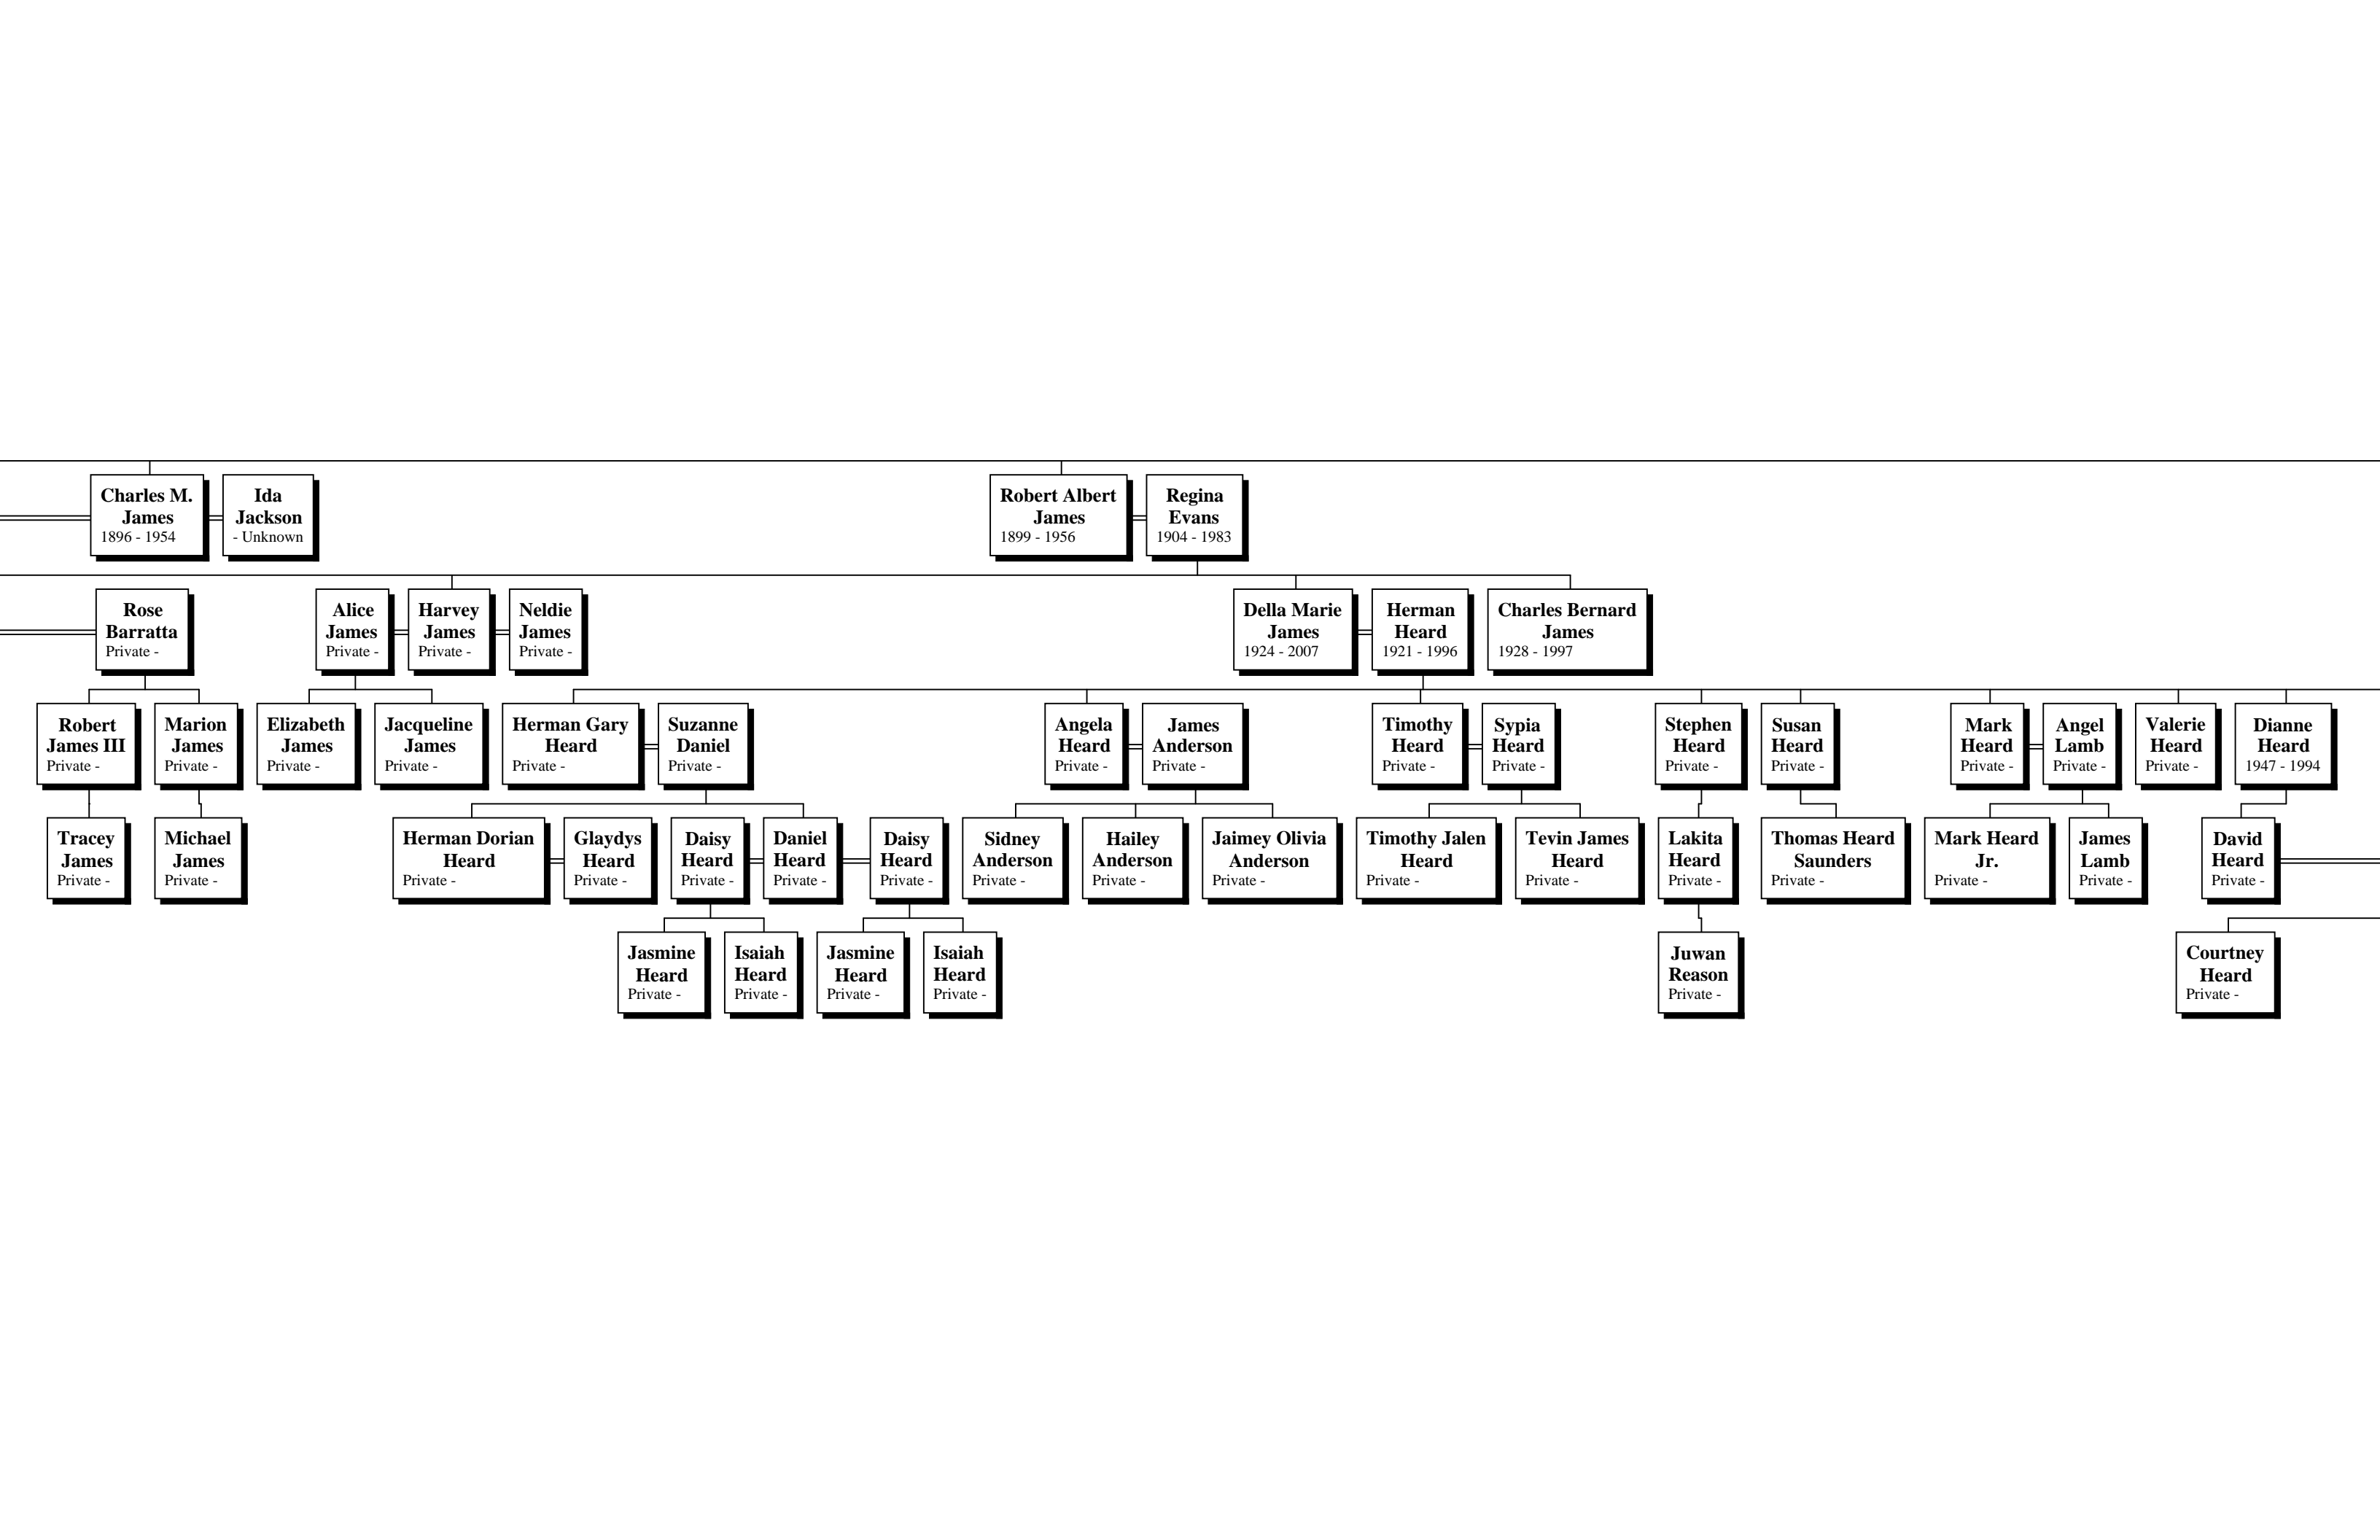 Charles M.
James
1896 - 1954
Ida
Jackson
- Unknown
Robert Albert
James
1899 - 1956
Regina
Evans
1904 - 1983
Rose
Barratta
Private -
Alice
James
Private -
Harvey
James
Private -
Neldie
James
Private -
Della Marie
James
1924 - 2007
Herman
Heard
1921 - 1996
Charles Bernard
James
1928 - 1997
Robert
James III
Private -
Marion
James
Private -
Elizabeth
James
Private -
Jacqueline
James
Private -
Herman Gary
Heard
Private -
Suzanne
Daniel
Private -
Angela
Heard
Private -
James
Anderson
Private -
Timothy
Heard
Private -
Sypia
Heard
Private -
Stephen
Heard
Private -
Susan
Heard
Private -
Mark
Heard
Private -
Angel
Lamb
Private -
Valerie
Heard
Private -
Dianne
Heard
1947 - 1994
Tracey
James
Private -
Michael
James
Private -
Herman Dorian
Heard
Private -
Glaydys
Heard
Private -
Daisy
Heard
Private -
Daniel
Heard
Private -
Daisy
Heard
Private -
Sidney
Anderson
Private -
Hailey
Anderson
Private -
Jaimey Olivia
Anderson
Private -
Timothy Jalen
Heard
Private -
Tevin James
Heard
Private -
Lakita
Heard
Private -
Thomas Heard
Saunders
Private -
Mark Heard
Jr.
Private -
James
Lamb
Private -
David
Heard
Private -
Jasmine
Heard
Private -
Isaiah
Heard
Private -
Jasmine
Heard
Private -
Isaiah
Heard
Private -
Juwan
Reason
Private -
Courtney
Heard
Private -